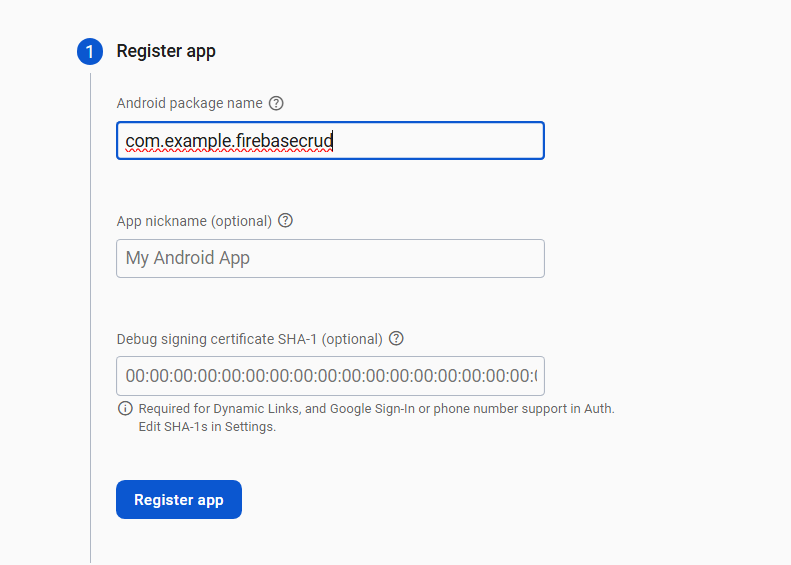 1 Register app
Android package name
com.example.firebasecrud
App nickname (optional)
My Android App
Debug signing certificate SHA-1 (optional)
00:00:00:00:00:00:00:00:00:00:00:00:00:00:00:00:00:0
Required for Dynamic Links, and Google Sign-In or phone number support in Auth.
Edit SHA-1s in Settings.
Register app